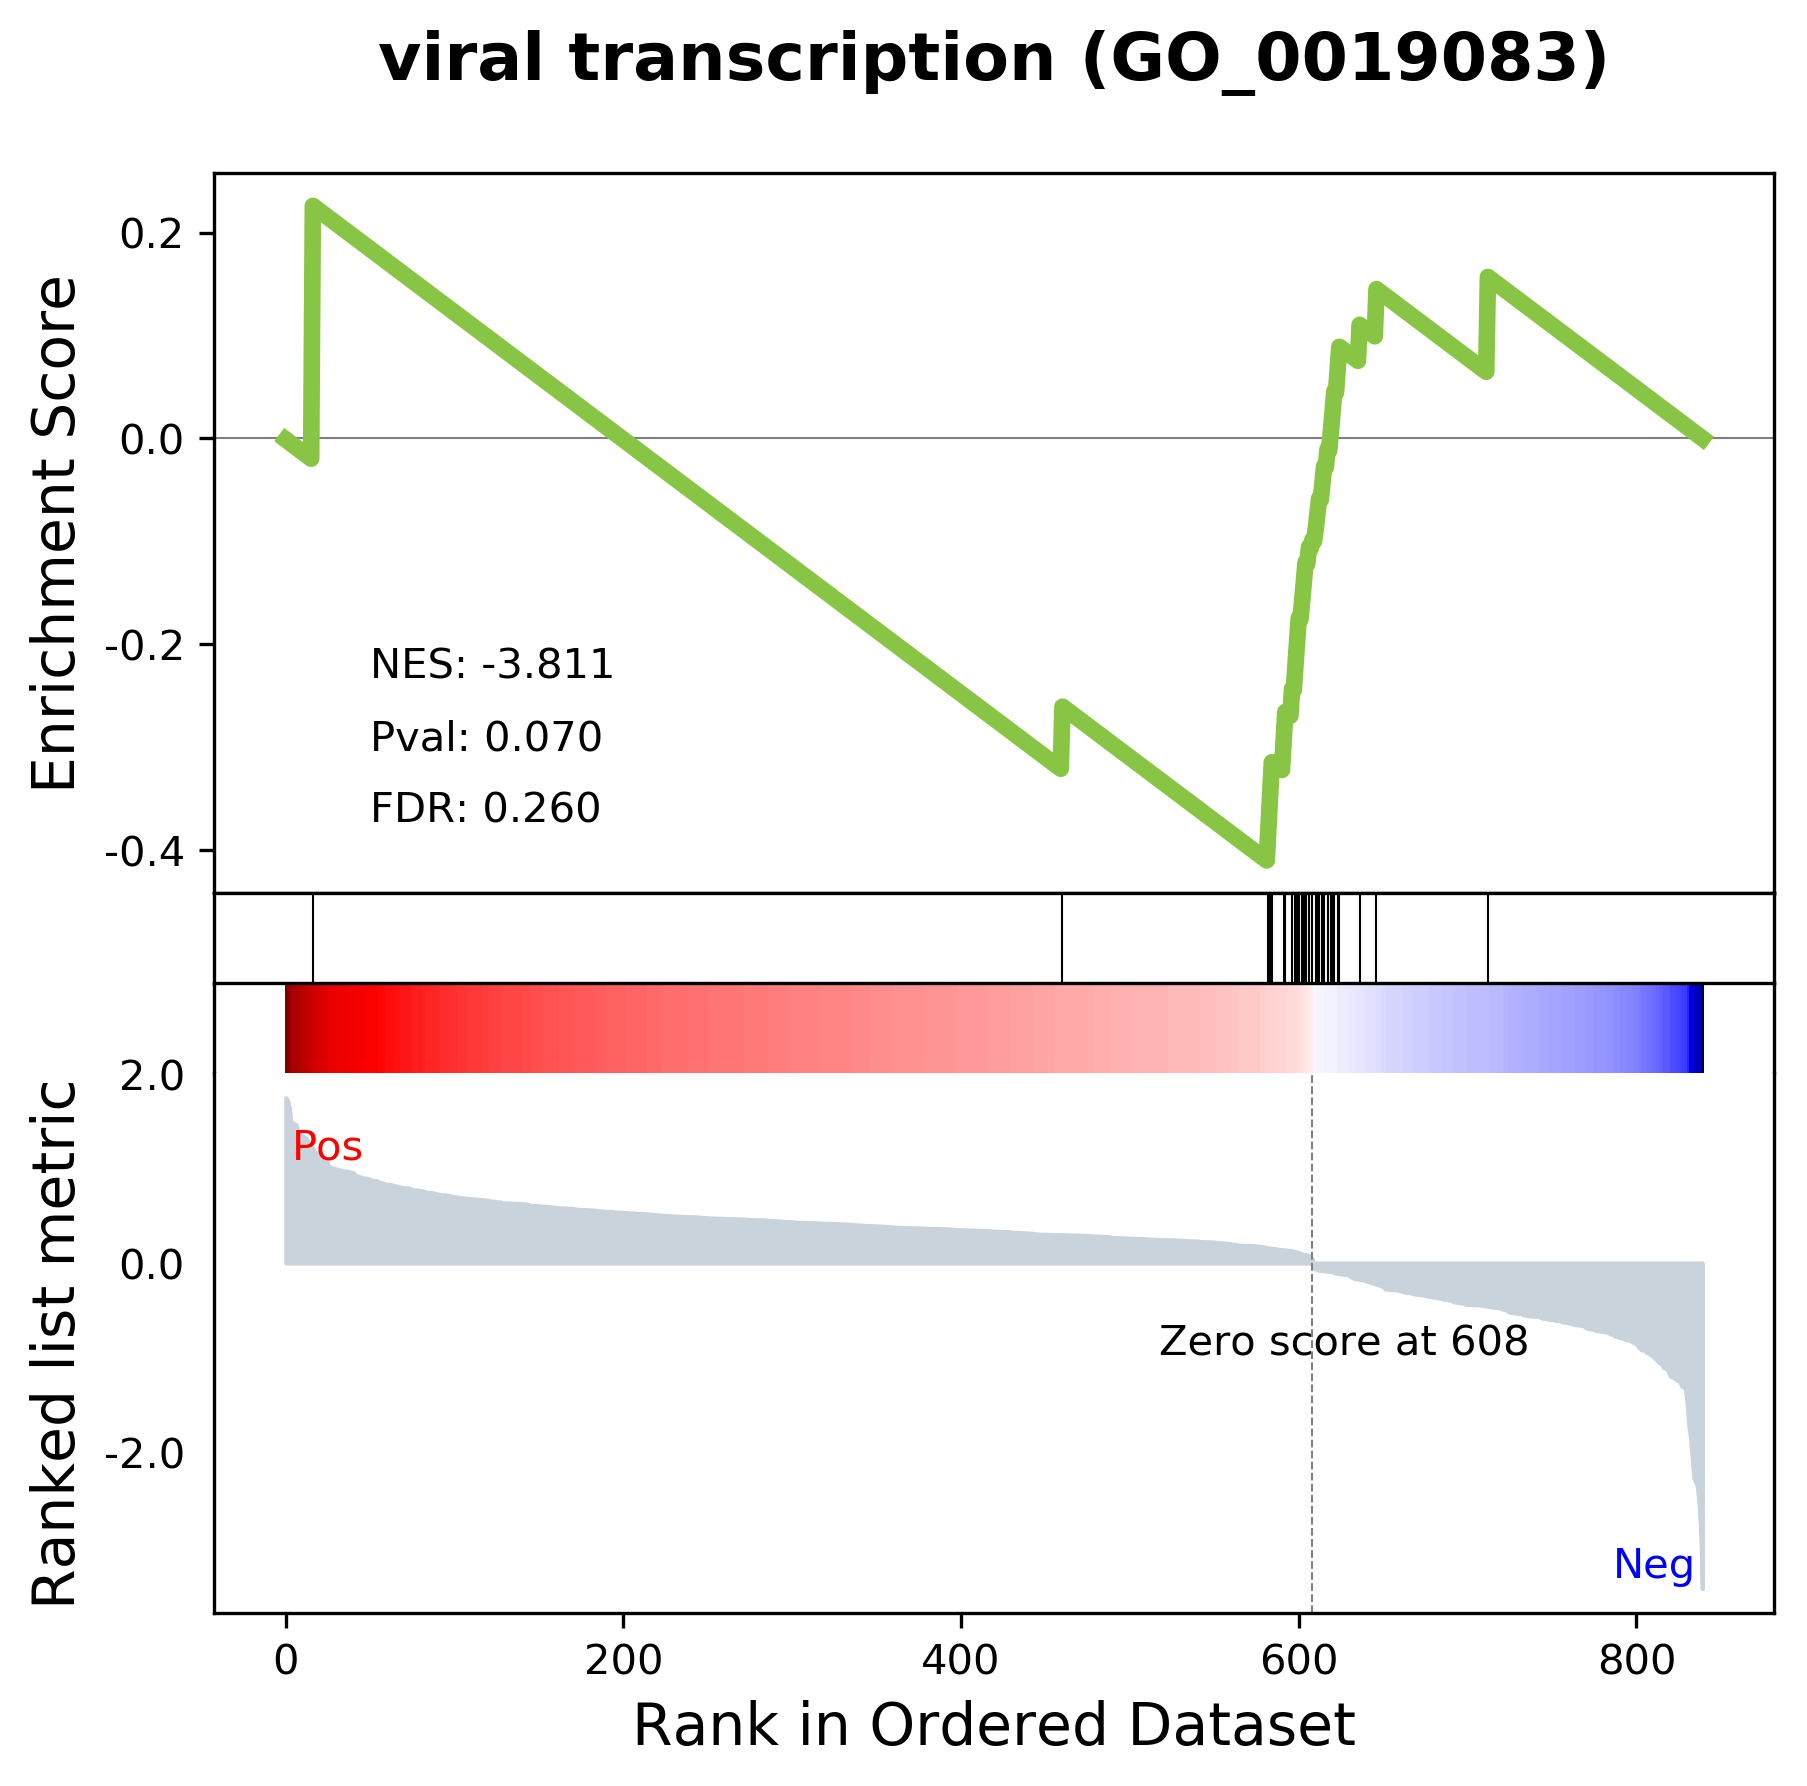 viral transcription (GO_0019083)
Enrichment Score
0.2
0.0
-0.2
-0.4
NES: -3.811
Pval: 0.070
FDR: 0.260
Ranked list metric
2.0
0.0
-2.0
Pos
Zero score at 608
Neg
0 200 400 600 800
Rank in Ordered Dataset